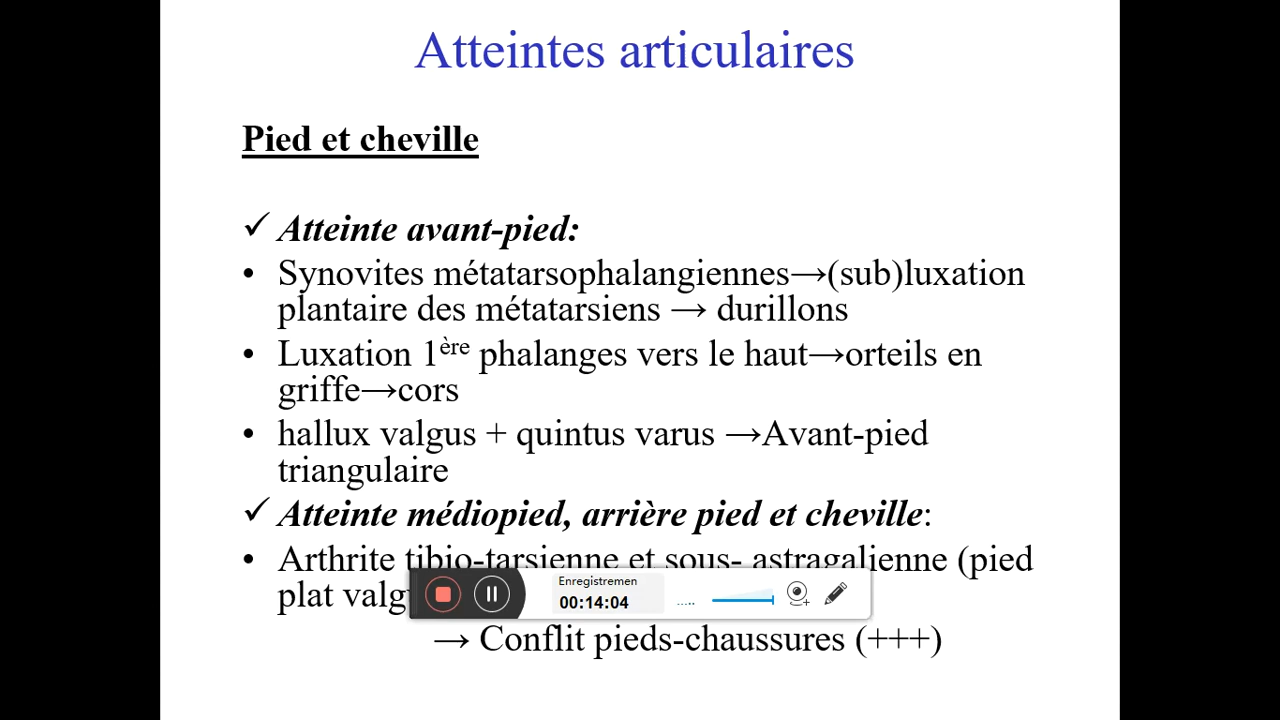 Atteintes articulaires
Pied et cheville
✓ Atteinte avant-pied:
• Synovites métatarsophalangiennes→(sub)luxation
plantaire des métatarsiens → durillons
• Luxation 1ère phalanges vers le haut→orteils en
griffe→cors
• hallux valgus + quintus varus →Avant-pied
triangulaire
✓ Atteinte médiopied, arrière pied et cheville:
• Arthrite tibio-tarsienne et sous- astragalienne (pied
plat
Enregistremen
00:14:04
→ Conflit pieds-chaussures (+++)